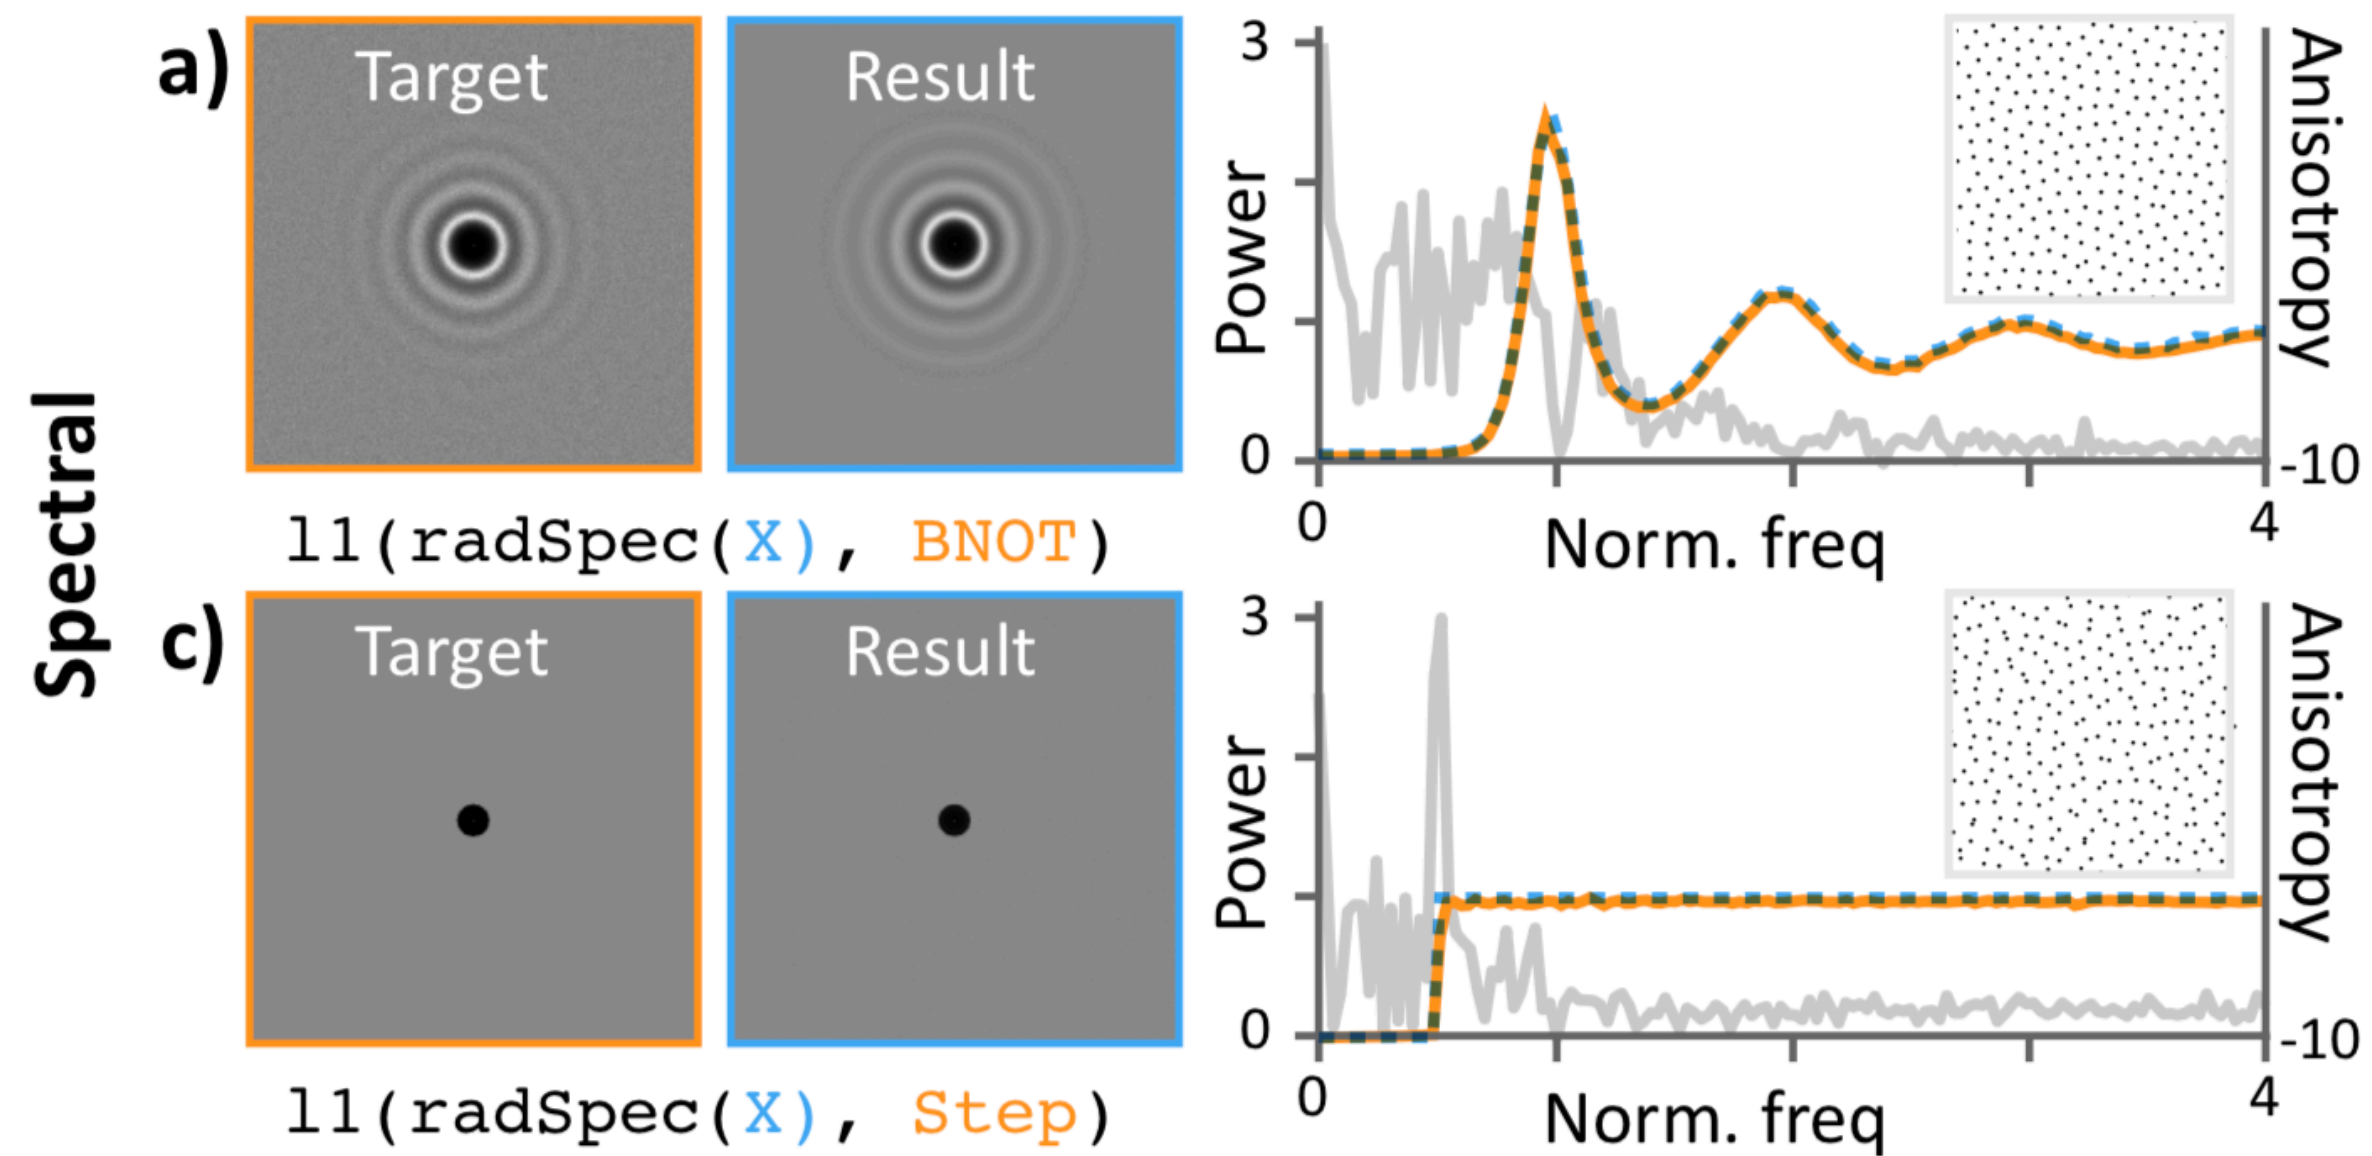 Spectral
a)
Target
Result
l1(radSpec(X), BNOT)
3
Power
0
0
Norm. freq
4
-10
Anisotropy
c)
Target
Result
l1(radSpec(X), Step)
3
Power
0
0
Norm. freq
4
-10
Anisotropy